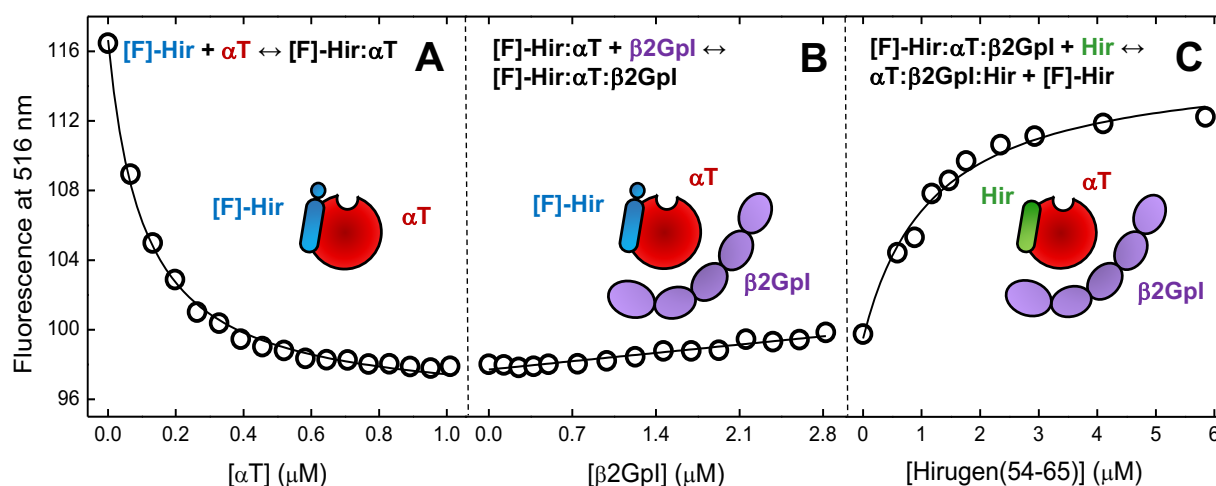 Fluorescence at 516 nm
116
112
108
104
100
96
[F]-Hir + αT ↔ [F]-Hir:αT
A
[F]-Hir
αT
0.0 0.2 0.4 0.6 0.8 1.0
[αT] (μM)
[F]-Hir:αT + β2GpI ↔
[F]-Hir:αT:β2GpI
B
[F]-Hir
αT
β2GpI
0.0 0.7 1.4 2.1 2.8
[β2GpI] (μM)
[F]-Hir:αT:β2GpI + Hir ↔
αT:β2GpI:Hir + [F]-Hir
C
Hir
αT
β2GpI
0 1 2 3 4 5 6
[Hirugen(54-65)] (μM)